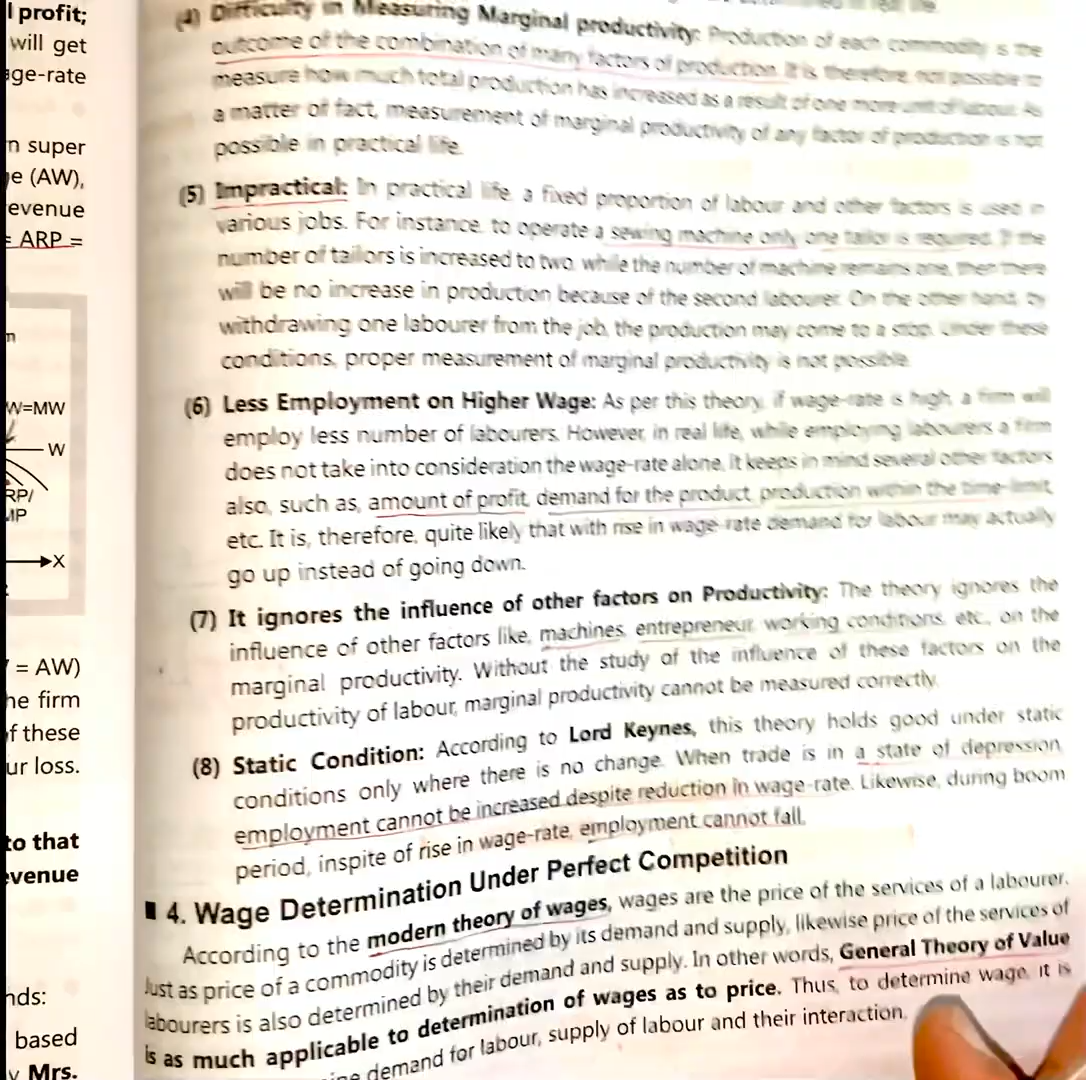 l profit;
will get
age-rate
n super
e (AW),
evenue
= ARP =
n
W=MW
W
RP/
MP
X
= AW)
he firm
f these
ur loss.
to that
evenue
nds:
based
y Mrs.
(4) Difficulty in Measuring Marginal productivity: Production of each commodity is the
outcome of the combination of many factors of production. It is, therefore, not possible to
measure how much total production has increased as a result of one more unit of labour. As
a matter of fact, measurement of marginal productivity of any factor of production is not
possible in practical life.
(5) Impractical: In practical life, a fixed proportion of labour and other factors is used in
various jobs. For instance, to operate a sewing machine only one tailor is required. If the
number of tailors is increased to two, while the number of machine remains one, then there
will be no increase in production because of the second labourer. On the other hand, by
withdrawing one labourer from the job, the production may come to a stop. Under these
conditions, proper measurement of marginal productivity is not possible.
(6) Less Employment on Higher Wage: As per this theory, if wage-rate is high, a firm will
employ less number of labourers. However, in real life, while employing labourers a firm
does not take into consideration the wage-rate alone, it keeps in mind several other factors
also, such as, amount of profit, demand for the product, production within the time-limit,
etc. It is, therefore, quite likely that with rise in wage-rate demand for labour may actually
go up instead of going down.
(7) It ignores the influence of other factors on Productivity: The theory ignores the
influence of other factors like, machines, entrepreneur, working conditions, etc., on the
marginal productivity. Without the study of the influence of these factors on the
productivity of labour, marginal productivity cannot be measured correctly.
(8) Static Condition: According to Lord Keynes, this theory holds good under static
conditions only where there is no change. When trade is in a state of depression,
employment cannot be increased despite reduction in wage-rate. Likewise, during boom
period, inspite of rise in wage-rate, employment cannot fall.
4. Wage Determination Under Perfect Competition
According to the modern theory of wages, wages are the price of the services of a labourer.
Just as price of a commodity is determined by its demand and supply, likewise price of the services of
labourers is also determined by their demand and supply. In other words, General Theory of Value
is as much applicable to determination of wages as to price. Thus, to determine wage, it is
demand for labour, supply of labour and their interaction.